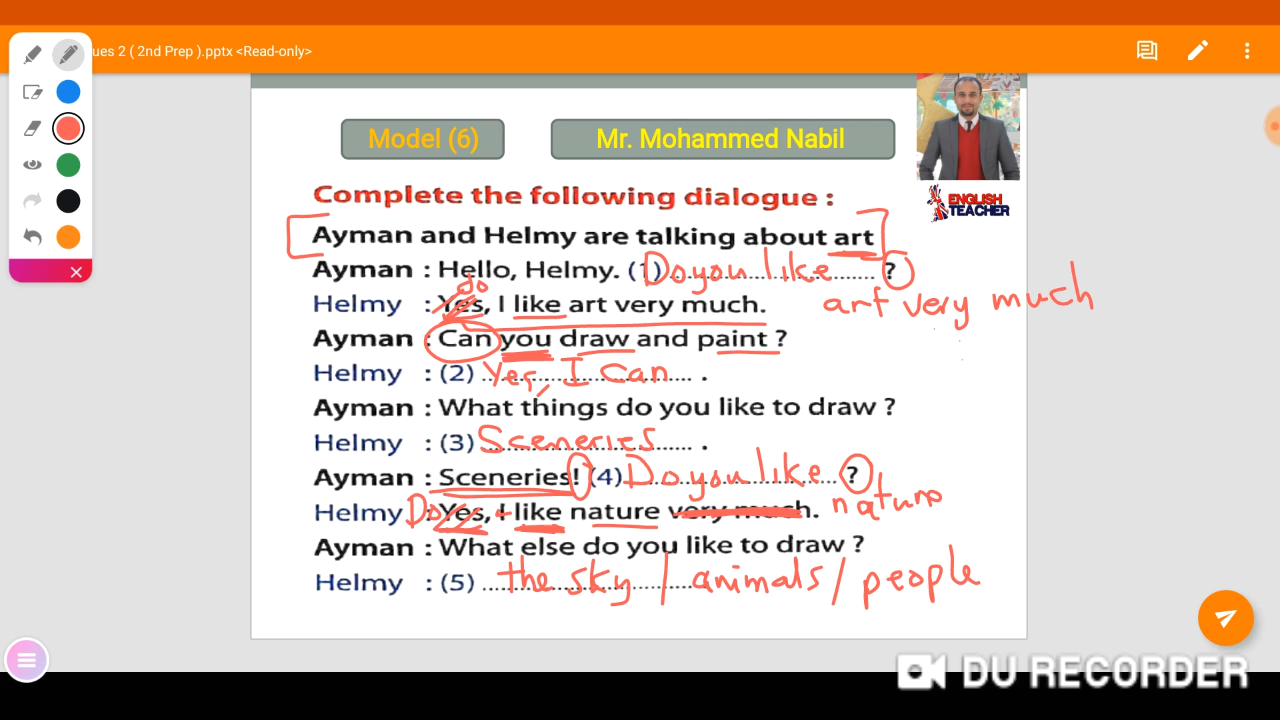 ues 2 ( 2nd Prep ).pptx <Read-only>
Model (6)
Mr. Mohammed Nabil
ENGLISH
TEACHER
Complete the following dialogue :
Ayman and Helmy are talking about art
Ayman : Hello, Helmy. (1) Do you like ........ ?
art very much
do
Helmy : Yes, I like art very much.
Ayman : Can you draw and paint ?
Helmy : (2) Yes, I Can ........ .
Ayman : What things do you like to draw ?
Helmy : (3) Sceneries ........ .
Ayman : Sceneries! (4) Do you like ........ ?
nature
Helmy Do : Yes, I like nature very much.
Ayman : What else do you like to draw ?
Helmy : (5) the sky / animals / people
DU RECORDER